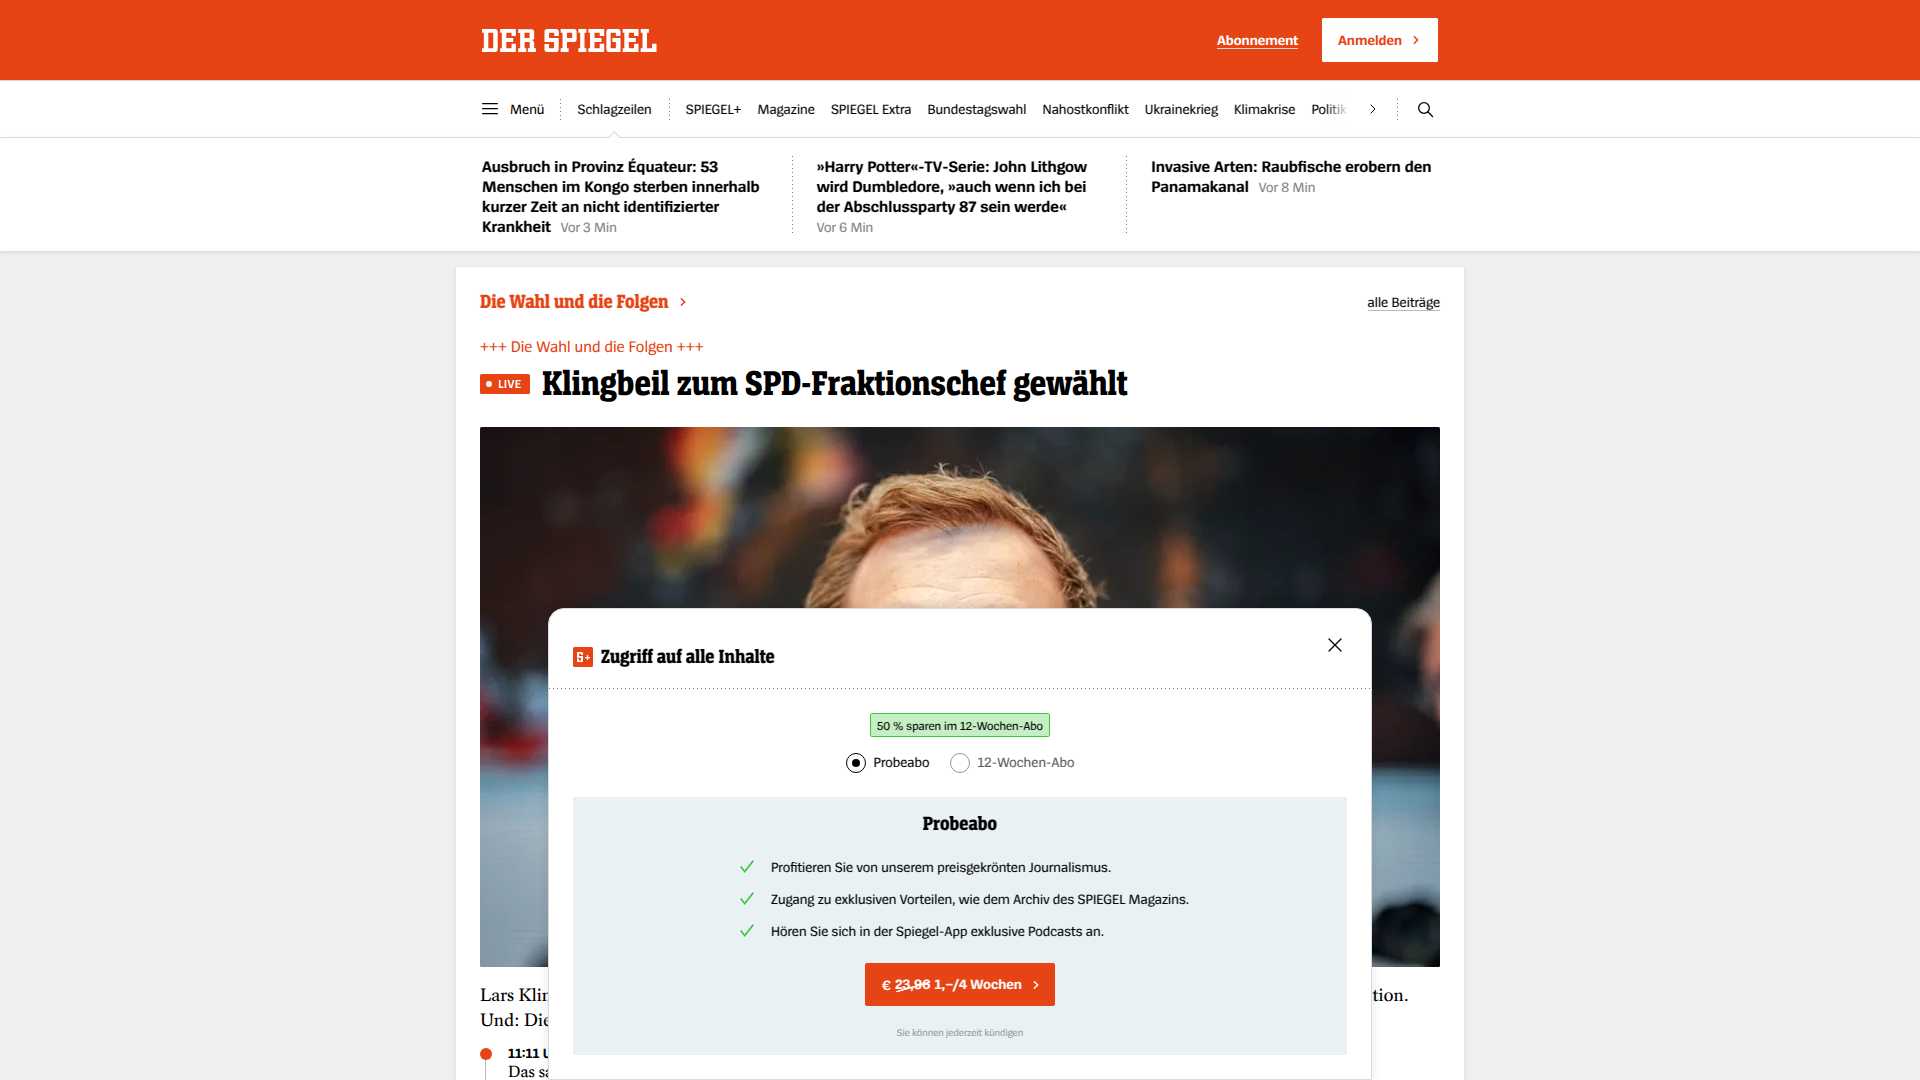 DER SPIEGEL
Abonnement
Anmelden
Menü
Schlagzeilen
SPIEGEL+
Magazine
SPIEGEL Extra
Bundestagswahl
Nahostkonflikt
Ukrainekrieg
Klimakrise
Politik
Ausbruch in Provinz Équateur: 53
Menschen im Kongo sterben innerhalb
kurzer Zeit an nicht identifizierter
Krankheit Vor 3 Min
»Harry Potter«-TV-Serie: John Lithgow
wird Dumbledore, »auch wenn ich bei
der Abschlussparty 87 sein werde«
Vor 6 Min
Invasive Arten: Raubfische erobern den
Panamakanal Vor 8 Min
Die Wahl und die Folgen
alle Beiträge
+++ Die Wahl und die Folgen +++
LIVE Klingbeil zum SPD-Fraktionschef gewählt
6+ Zugriff auf alle Inhalte
50 % sparen im 12-Wochen-Abo
Probeabo
12-Wochen-Abo
Probeabo
Profitieren Sie von unserem preisgekrönten Journalismus.
Zugang zu exklusiven Vorteilen, wie dem Archiv des SPIEGEL Magazins.
Hören Sie sich in der Spiegel-App exklusive Podcasts an.
€ 23,96 1,–/4 Wochen
Sie können jederzeit kündigen
Lars
tion.
Und: Die
11:11
Das